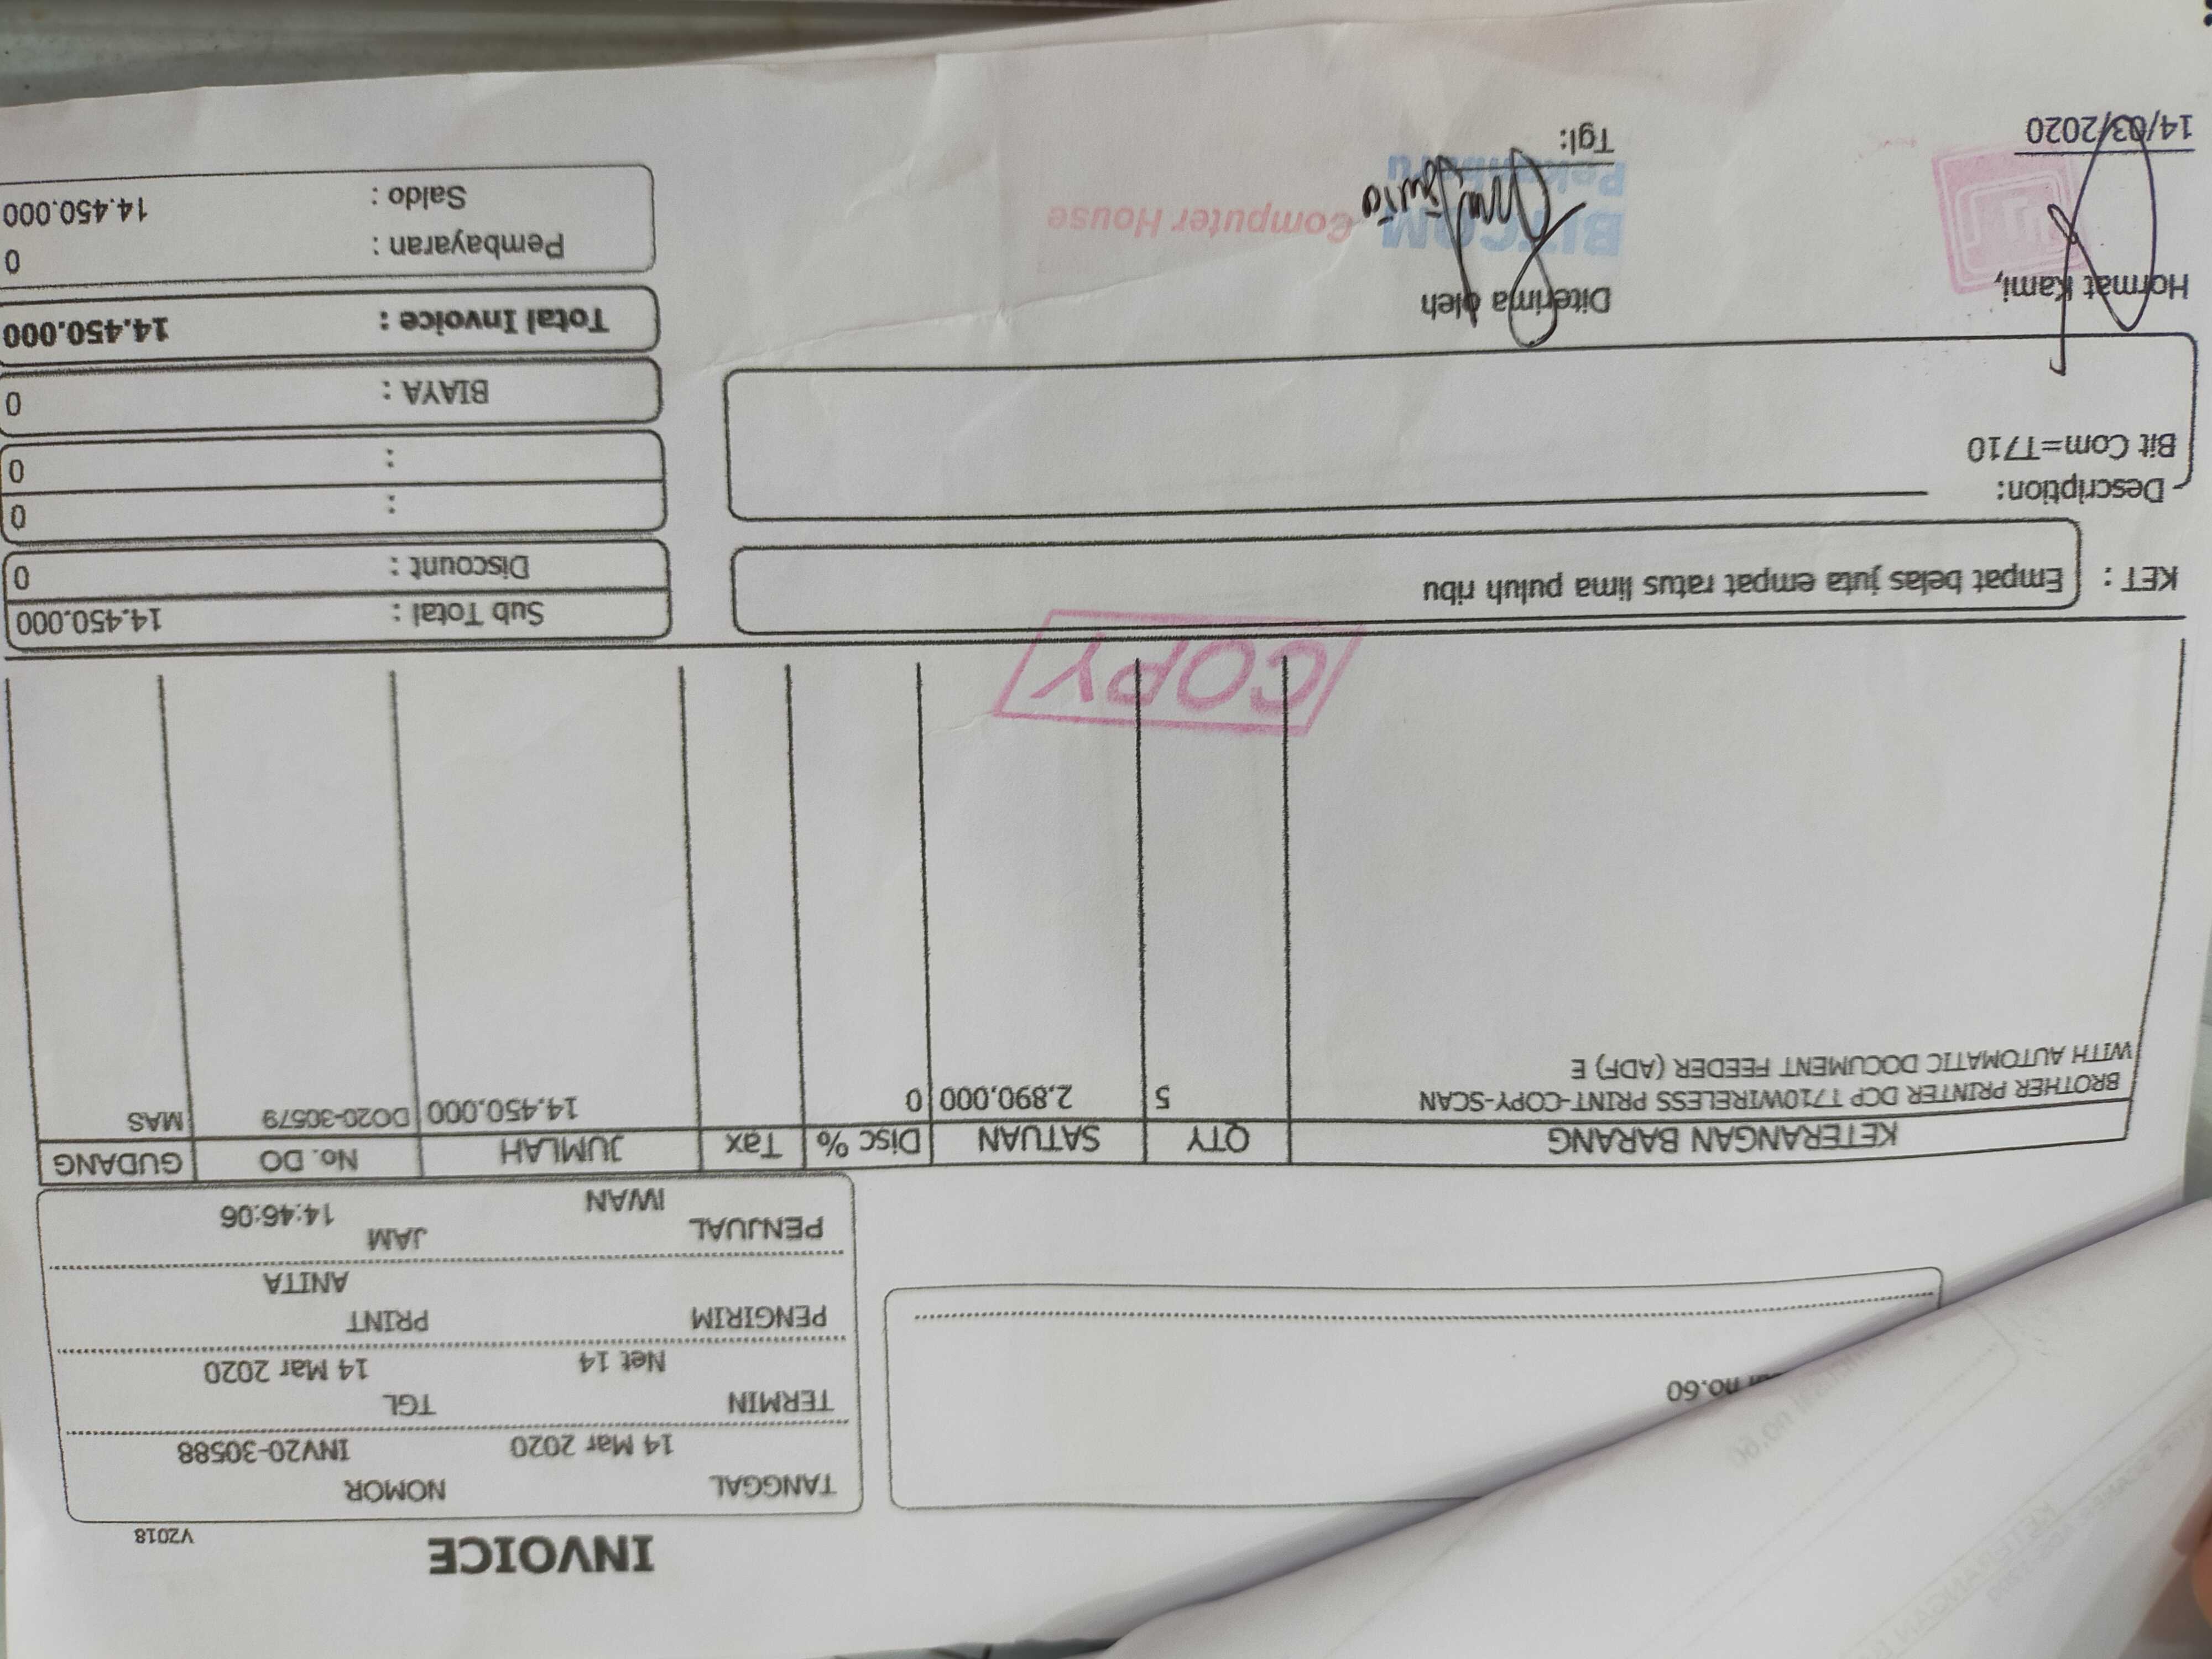 INVOICE
V2018
TANGGAL NOMOR
14 Mar 2020 INV20-30588
TERMIN TGL
Net 14 14 Mar 2020
PENGIRIM PRINT
ANITA
PENJUAL JAM
IWAN 14:46:06
no.60
KETERANGAN BARANG QTY SATUAN Disc % Tax JUMLAH No. DO GUDANG
BROTHER PRINTER DCP T710WIRELESS PRINT-COPY-SCAN 5 2.890.000 0 14.450.000 DO20-30579 MAS
WITH AUTOMATIC DOCUMENT FEEDER (ADF) E
COPY
KET : Empat belas juta empat ratus lima puluh ribu
Sub Total : 14.450.000
Discount : 0
: 0
: 0
BIAYA : 0
Total Invoice : 14.450.000
Pembayaran : 0
Saldo : 14.450.000
Description:
Bit Com=T710
Hormat Kami,
14/03/2020
Diterima oleh
BITCOM Computer House
Pekanbaru
Tgl: